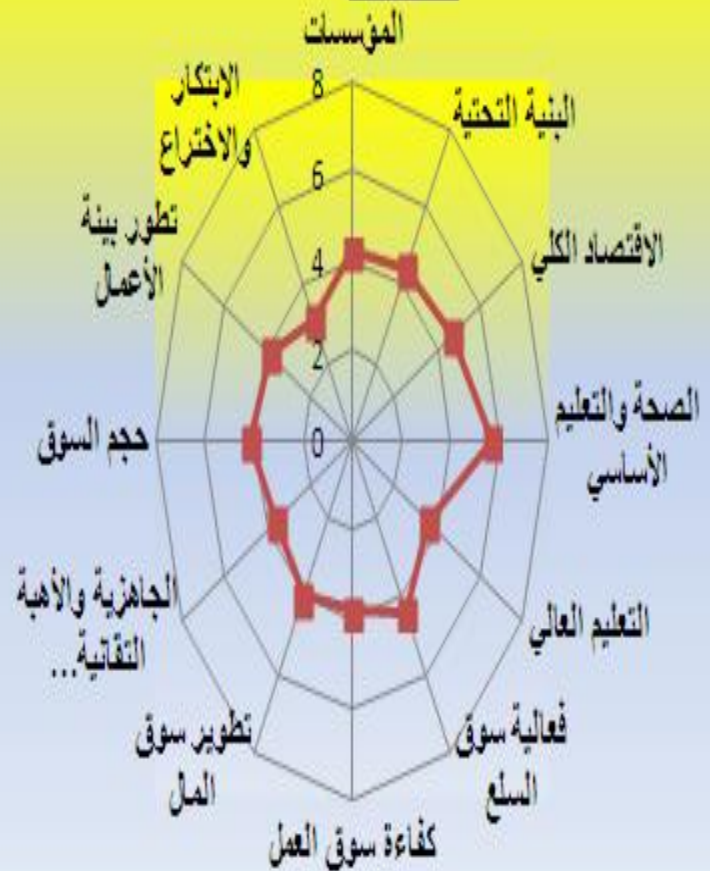 المؤسسات
البنية التحتية
الاقتصاد الكلي
الصحة والتعليم
الأساسي
التعليم العالي
فعالية سوق
السلع
كفاءة سوق العمل
تطوير سوق
المال
الجاهزية والأهبة
التقانية...
حجم السوق
تطور بيئة
الأعمال
الابتكار
والاختراع
8
6
4
2
0